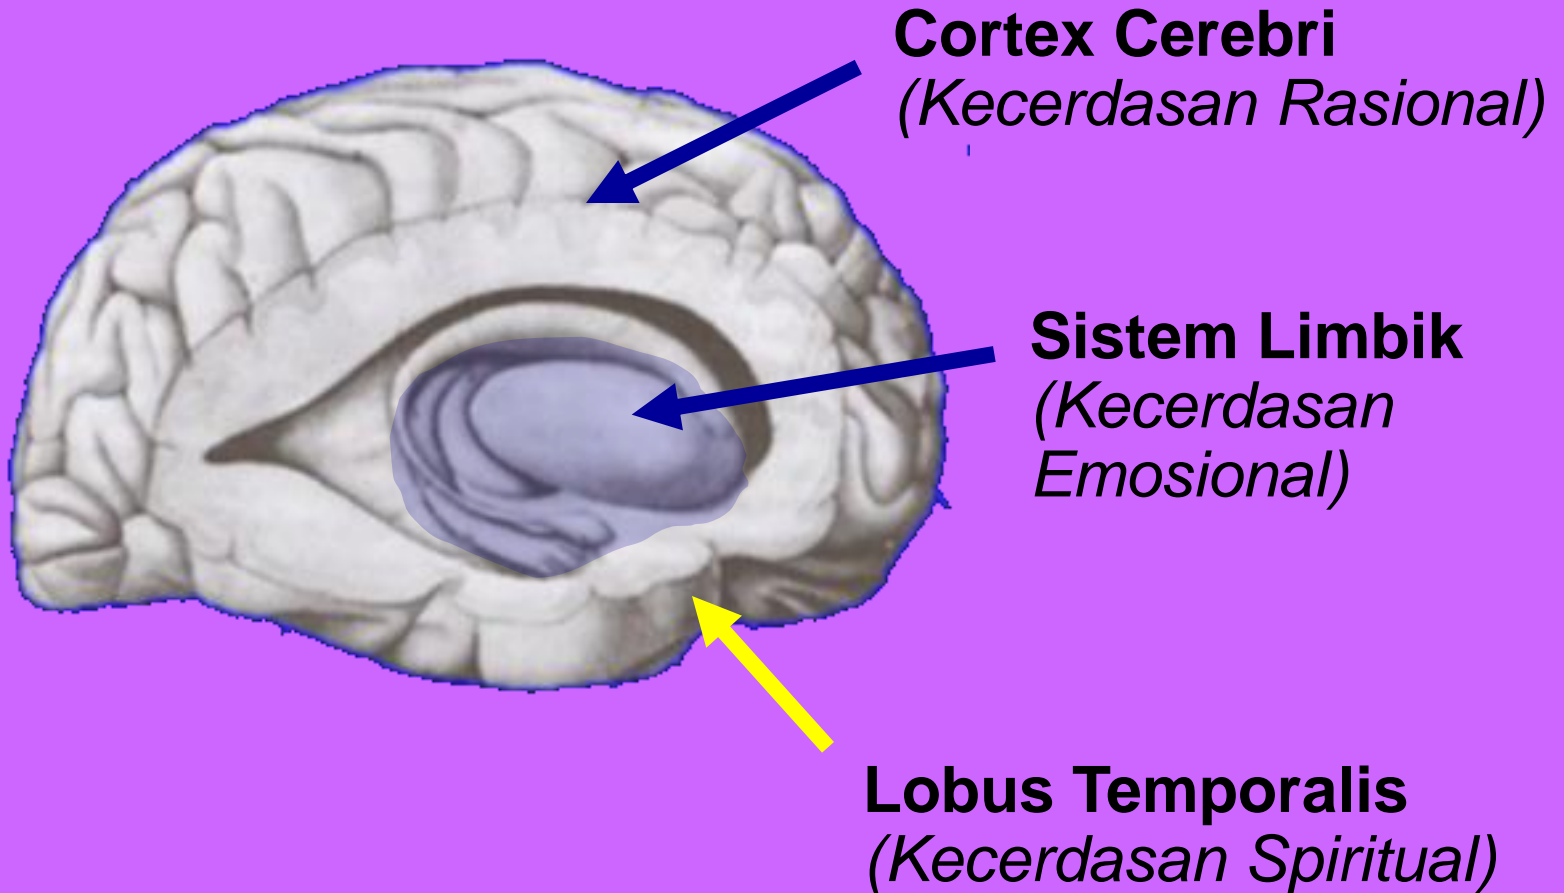 Cortex Cerebri
(Kecerdasan Rasional)
Sistem Limbik
(Kecerdasan
Emosional)
Lobus Temporalis
(Kecerdasan Spiritual)